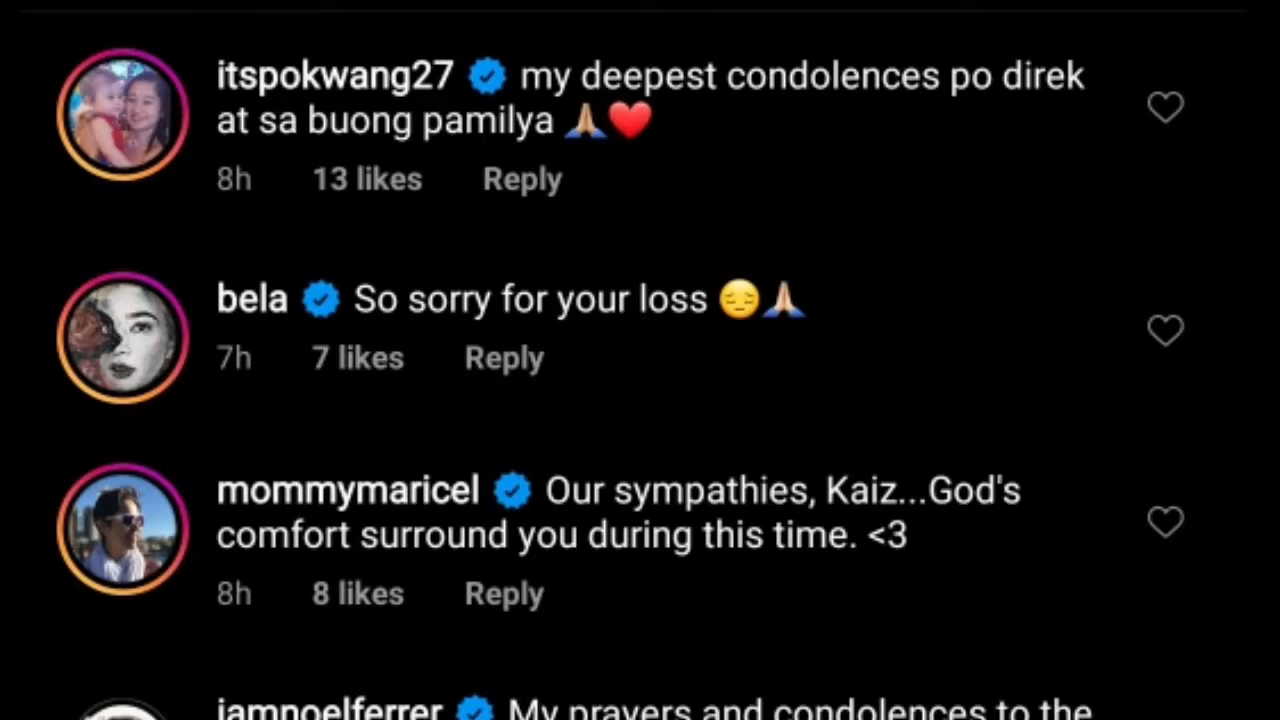 itspokwang27 my deepest condolences po direk
at sa buong pamilya 🙏🏽❤️
8h 13 likes Reply
bela So sorry for your loss 😔🙏🏼
7h 7 likes Reply
mommymaricel Our sympathies, Kaiz...God's
comfort surround you during this time. <3
8h 8 likes Reply
iamnoelferrer My prayers and condolences to the